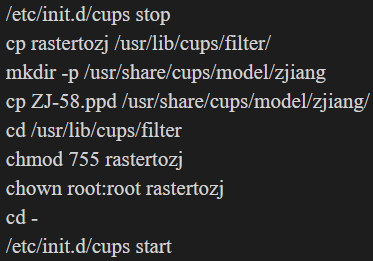 /etc/init.d/cups stop
cp rastertozj /usr/lib/cups/filter/
mkdir -p /usr/share/cups/model/zjiang
cp ZJ-58.ppd /usr/share/cups/model/zjiang/
cd /usr/lib/cups/filter
chmod 755 rastertozj
chown root:root rastertozj
cd -
/etc/init.d/cups start